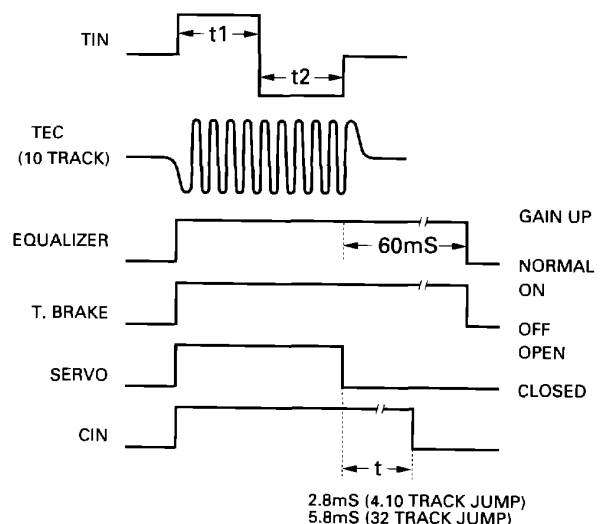 TIN
t1
t2
TEC
(10 TRACK)
GAIN UP
EQUALIZER
60mS
NORMAL
ON
T. BRAKE
OFF
OPEN
SERVO
CLOSED
CIN
t
2.8mS (4.10 TRACK JUMP)
5.8mS (32 TRACK JUMP)